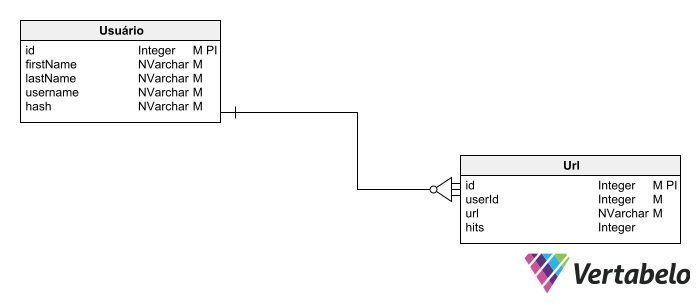 Usuário
id Integer M PI
firstName NVarchar M
lastName NVarchar M
username NVarchar M
hash NVarchar M
Url
id Integer M PI
userId Integer M
url NVarchar M
hits Integer
Vertabelo